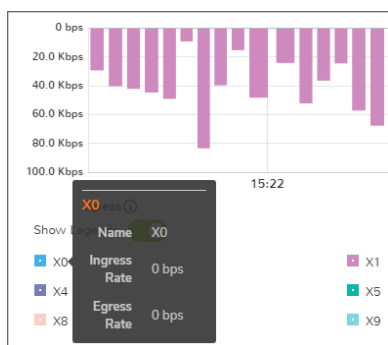 0 bps
20.0 Kbps
40.0 Kbps
60.0 Kbps
80.0 Kbps
100.0 Kbps
15:22
X0
Show
Name X0
X0 Ingress Rate 0 bps X1
X4 X5
Egress Rate 0 bps
X8 X9